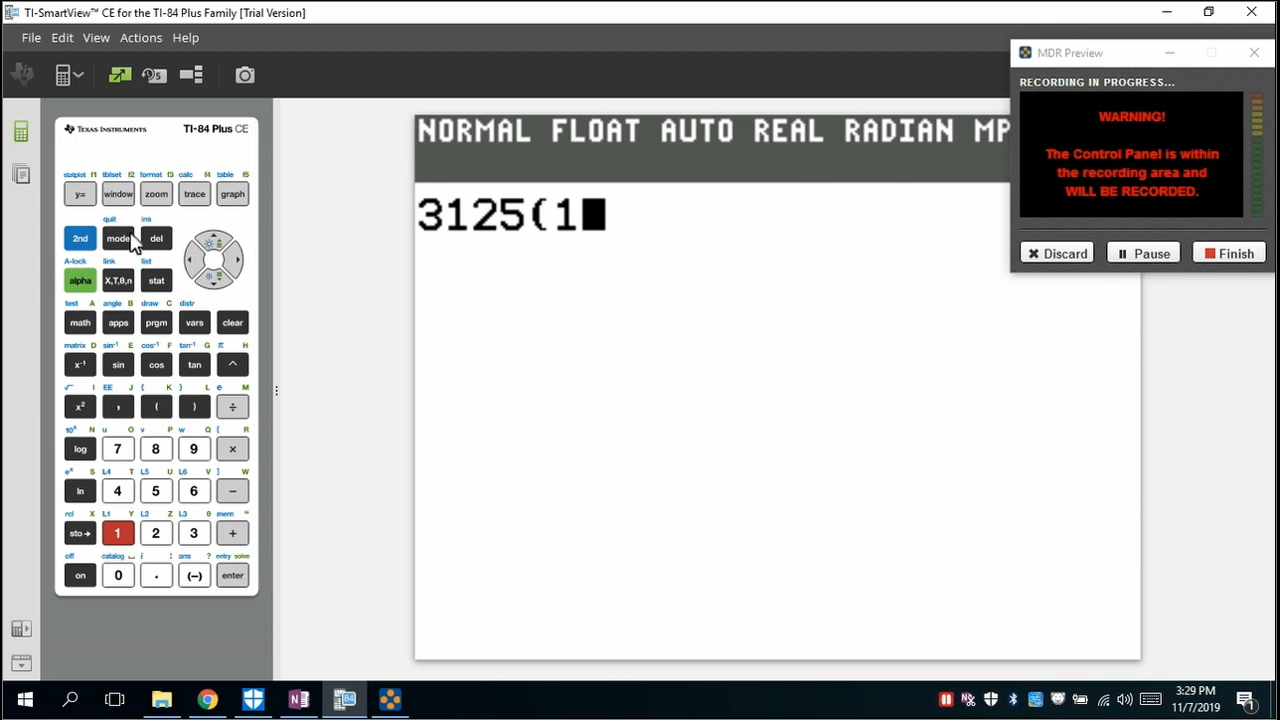 TI-SmartView™ CE for the TI-84 Plus Family [Trial Version]
File Edit View Actions Help
MDR Preview
RECORDING IN PROGRESS...
WARNING!
The Control Panel is within
the recording area and
WILL BE RECORDED.
Discard Pause Finish
TEXAS INSTRUMENTS TI-84 Plus CE
statplot f1 tblset f2 format f3 calc f4 table f5
y= window zoom trace graph
quit ins
2nd mode del
A-lock link list
alpha X,T,θ,n stat
test A angle B draw C distr
math apps prgm vars clear
matrix D sin⁻¹ E cos⁻¹ F tan⁻¹ G π H
x⁻¹ sin cos tan ^
√ I EE J { K } L e M
x² , ( ) ÷
10ˣ N u O v P w Q [ R
log 7 8 9 ×
eˣ S L4 T L5 U L6 V ] W
ln 4 5 6 −
rcl X L1 Y L2 Z L3 θ mem "
sto→ 1 2 3 +
off catalog ⎵ i : ans ? entry solve
on 0 . (−) enter
NORMAL FLOAT AUTO REAL RADIAN MP
3125(1
3:29 PM
11/7/2019
1